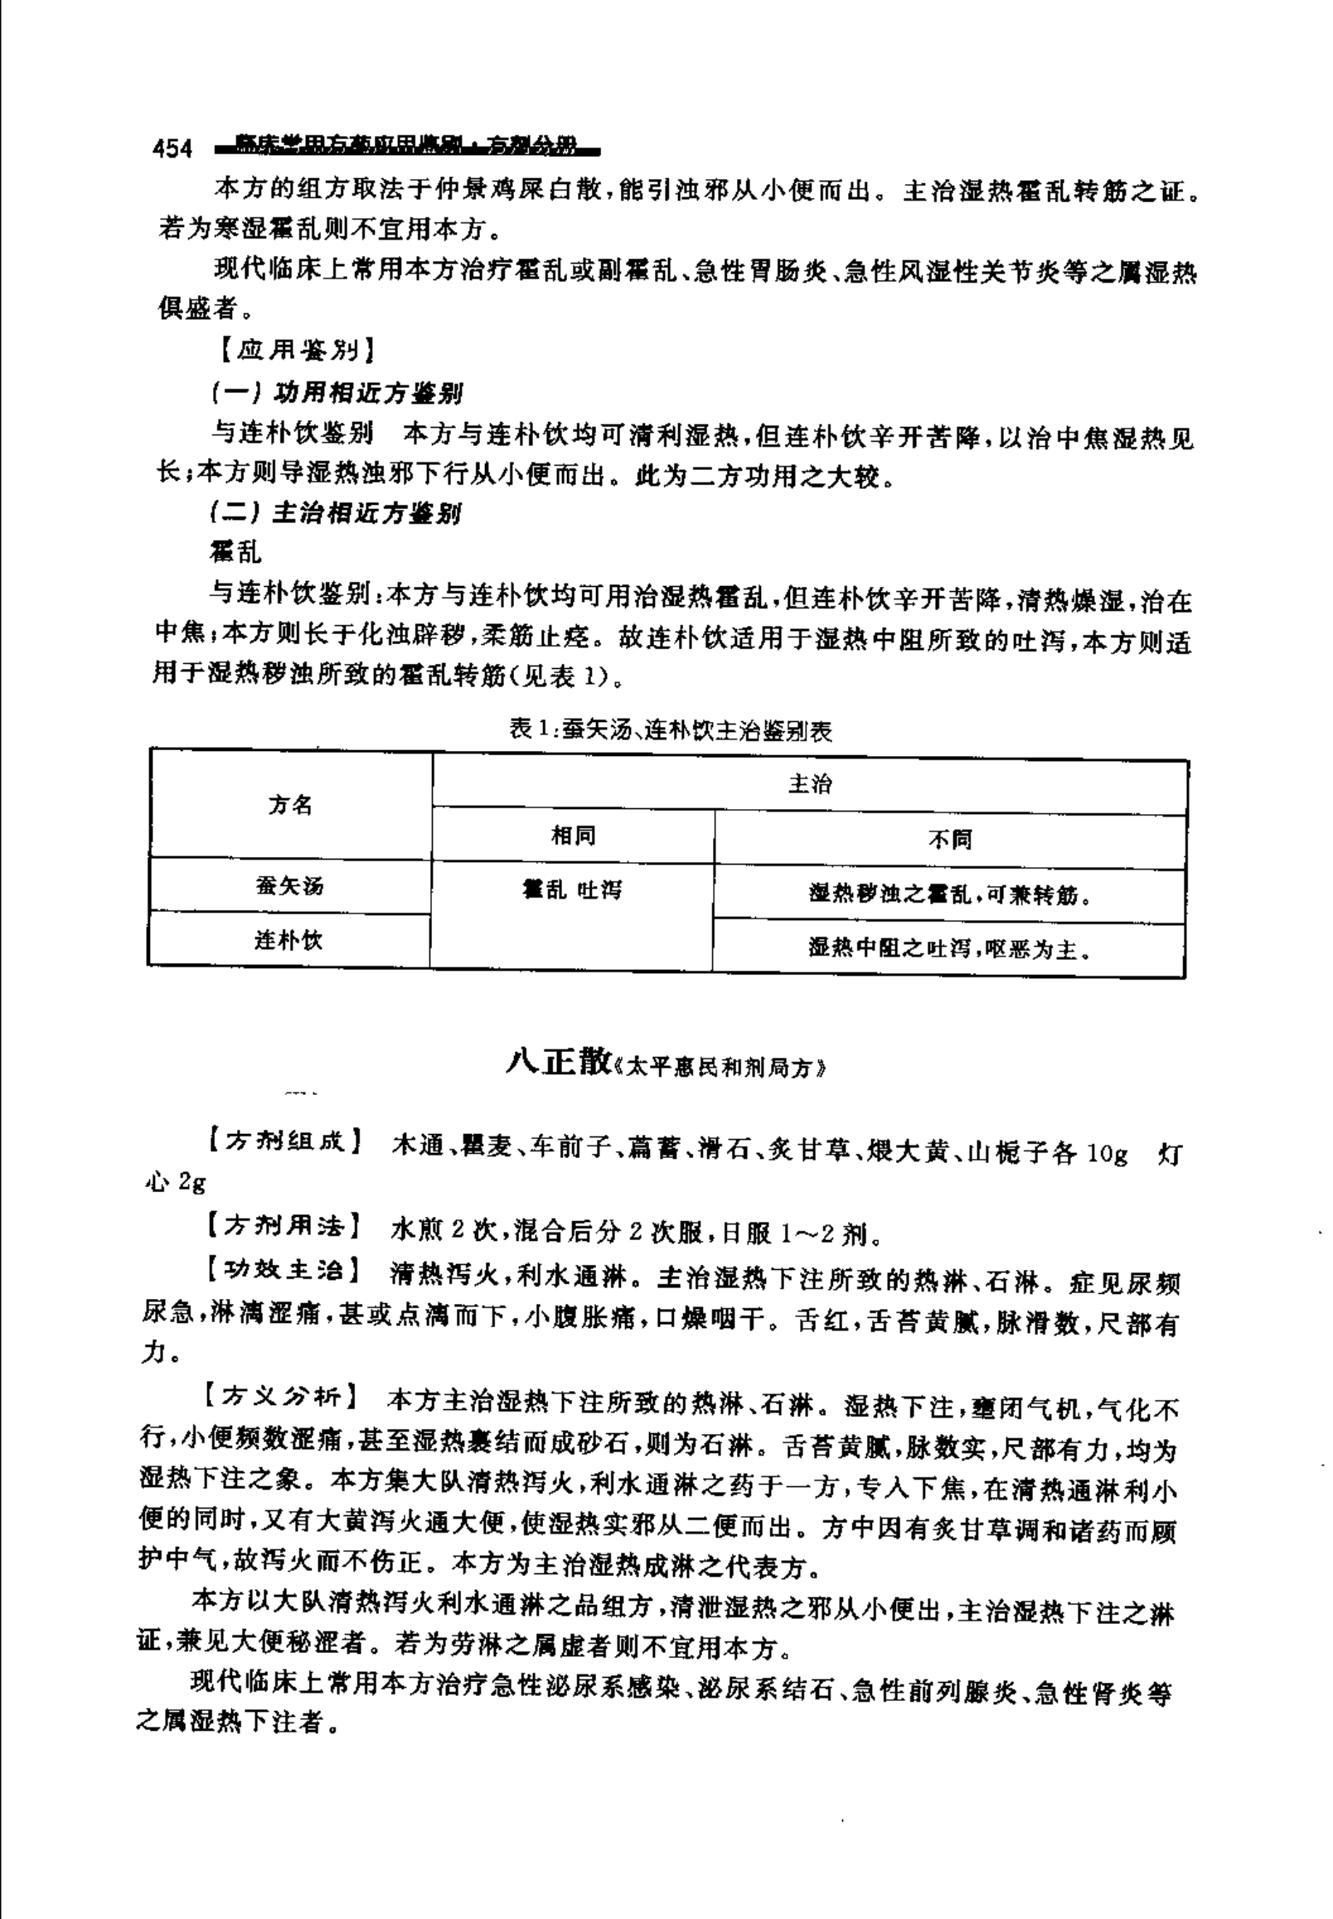 454 临床常用方药应用鉴别·方剂分册
本方的组方取法于仲景鸡屎白散，能引浊邪从小便而出。主治湿热霍乱转筋之证。
若为寒湿霍乱则不宜用本方。
现代临床上常用本方治疗霍乱或副霍乱、急性胃肠炎、急性风湿性关节炎等之属湿热
俱盛者。
【应用鉴别】
(一) 功用相近方鉴别
与连朴饮鉴别　本方与连朴饮均可清利湿热，但连朴饮辛开苦降，以治中焦湿热见
长；本方则导湿热浊邪下行从小便而出。此为二方功用之大较。
(二) 主治相近方鉴别
霍乱
与连朴饮鉴别：本方与连朴饮均可用治湿热霍乱，但连朴饮辛开苦降，清热燥湿，治在
中焦；本方则长于化浊辟秽，柔筋止痉。故连朴饮适用于湿热中阻所致的吐泻，本方则适
用于湿热秽浊所致的霍乱转筋(见表 1)。
表 1：蚕矢汤、连朴饮主治鉴别表
方名
主治
相同
不同
蚕矢汤
霍乱 吐泻
湿热秽浊之霍乱，可兼转筋。
连朴饮
湿热中阻之吐泻，呕恶为主。
八正散《太平惠民和剂局方》
【方剂组成】　木通、瞿麦、车前子、萹蓄、滑石、炙甘草、煨大黄、山栀子各 10g　灯
心 2g
【方剂用法】　水煎 2 次，混合后分 2 次服，日服 1～2 剂。
【功效主治】　清热泻火，利水通淋。主治湿热下注所致的热淋、石淋。症见尿频
尿急，淋漓涩痛，甚或点滴而下，小腹胀痛，口燥咽干。舌红，舌苔黄腻，脉滑数，尺部有
力。
【方义分析】　本方主治湿热下注所致的热淋、石淋。湿热下注，壅闭气机，气化不
行，小便频数涩痛，甚至湿热裹结而成砂石，则为石淋。舌苔黄腻，脉数实，尺部有力，均为
湿热下注之象。本方集大队清热泻火，利水通淋之药于一方，专入下焦，在清热通淋利小
便的同时，又有大黄泻火通大便，使湿热实邪从二便而出。方中因有炙甘草调和诸药而顾
护中气，故泻火而不伤正。本方为主治湿热成淋之代表方。
本方以大队清热泻火利水通淋之品组方，清泄湿热之邪从小便出，主治湿热下注之淋
证，兼见大便秘涩者。若为劳淋之属虚者则不宜用本方。
现代临床上常用本方治疗急性泌尿系感染、泌尿系结石、急性前列腺炎、急性肾炎等
之属湿热下注者。